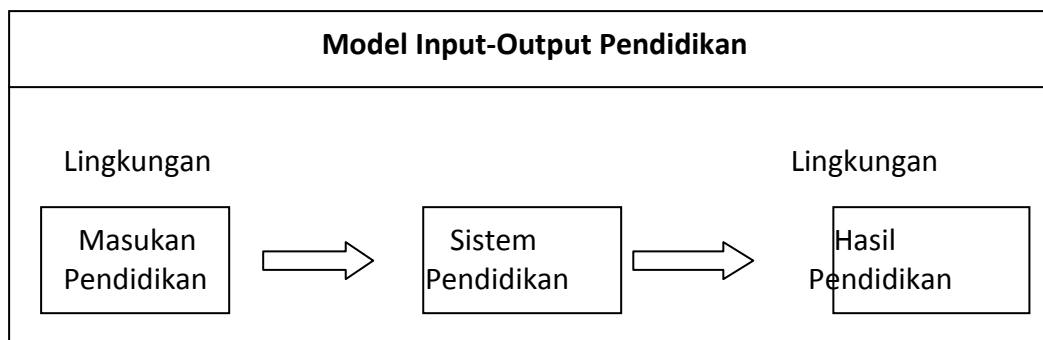 Model Input-Output Pendidikan
Lingkungan
Lingkungan
Masukan
Pendidikan
Sistem
Pendidikan
Hasil
Pendidikan